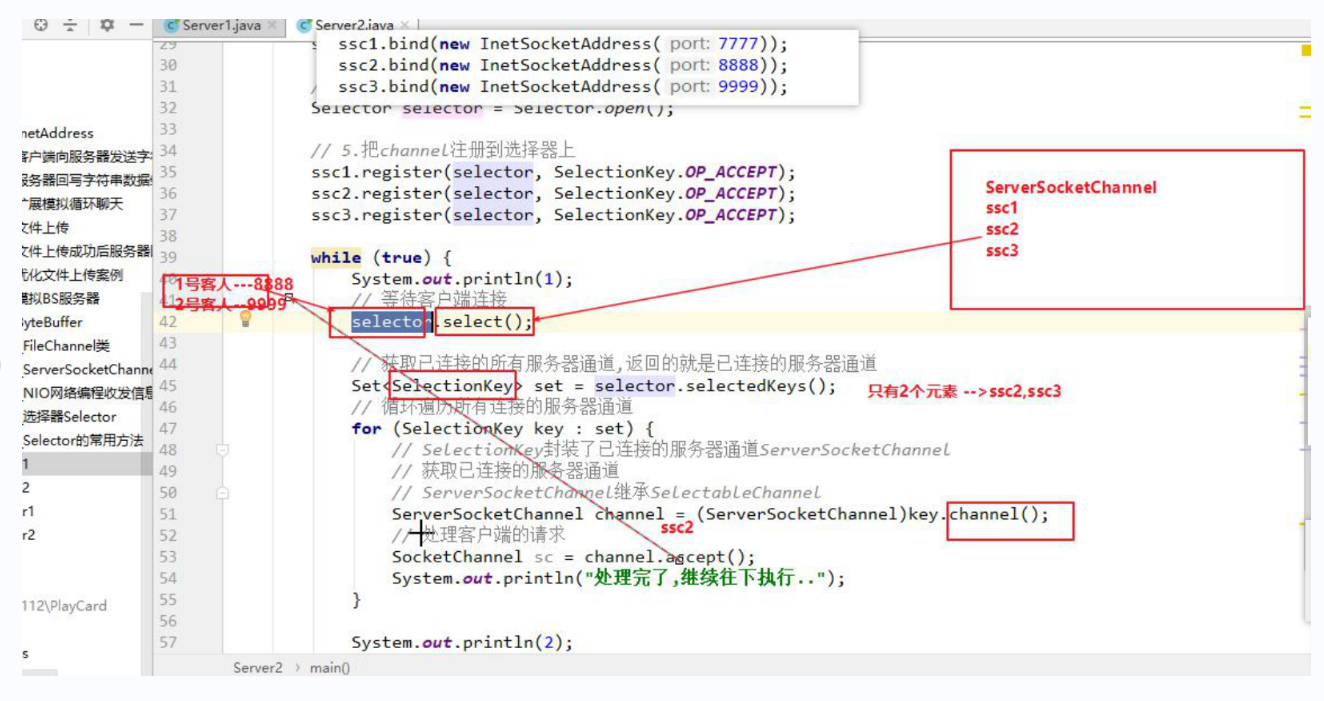 Server1.java
Server2.java
ssc1.bind(new InetSocketAddress( port: 7777));
ssc2.bind(new InetSocketAddress( port: 8888));
ssc3.bind(new InetSocketAddress( port: 9999));
29
30
31
32 Selector selector = Selector.open();
33
34 // 5.把channel注册到选择器上
35 ssc1.register(selector, SelectionKey.OP_ACCEPT);
36 ssc2.register(selector, SelectionKey.OP_ACCEPT);
37 ssc3.register(selector, SelectionKey.OP_ACCEPT);
38
39 while (true) {
40 System.out.println(1);
41 // 等待客户端连接
42 selector.select();
43
44 // 获取已连接的所有服务器通道,返回的就是已连接的服务器通道
45 Set<SelectionKey> set = selector.selectedKeys();
46 // 循环遍历所有连接的服务器通道
47 for (SelectionKey key : set) {
48 // SelectionKey封装了已连接的服务器通道ServerSocketChannel
49 // 获取已连接的服务器通道
50 // ServerSocketChannel继承SelectableChannel
51 ServerSocketChannel channel = (ServerSocketChannel)key.channel();
52 // 处理客户端的请求
53 SocketChannel sc = channel.accept();
54 System.out.println("处理完了,继续往下执行..");
55 }
56
57 System.out.println(2);
1号客人---8888
2号客人--9999
ServerSocketChannel
ssc1
ssc2
ssc3
只有2个元素 -->ssc2,ssc3
ssc2
netAddress
客户端向服务器发送字
服务器回写字符串数据
扩展模拟循环聊天
文件上传
文件上传成功后服务器
优化文件上传案例
模拟BS服务器
ByteBuffer
FileChannel类
ServerSocketChanne
NIO网络编程收发信息
选择器Selector
Selector的常用方法
1
2
r1
r2
112\PlayCard
s
Server2 › main()